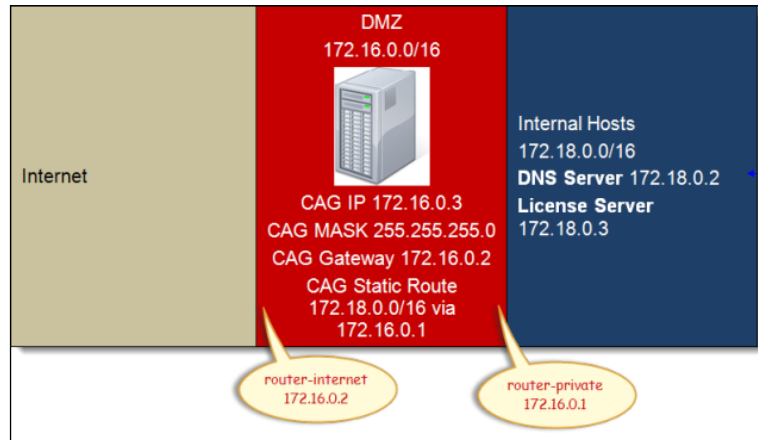 DMZ
172.16.0.0/16
Internet
CAG IP 172.16.0.3
CAG MASK 255.255.255.0
CAG Gateway 172.16.0.2
CAG Static Route
172.18.0.0/16 via
172.16.0.1
Internal Hosts
172.18.0.0/16
DNS Server 172.18.0.2
License Server
172.18.0.3
router-internet
172.16.0.2
router-private
172.16.0.1